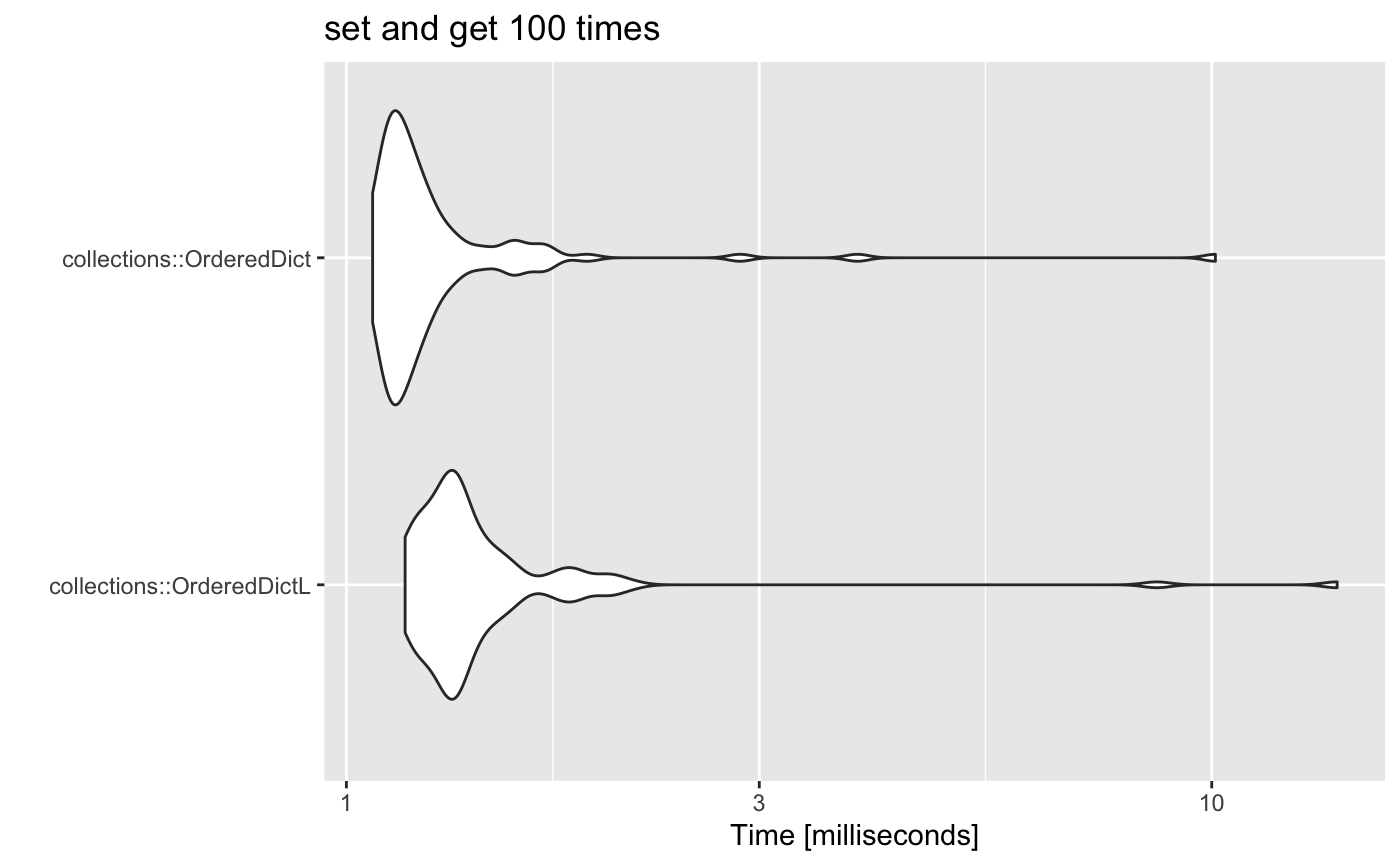 set and get 100 times
collections::OrderedDict
collections::OrderedDictL
1 3 10
Time [milliseconds]